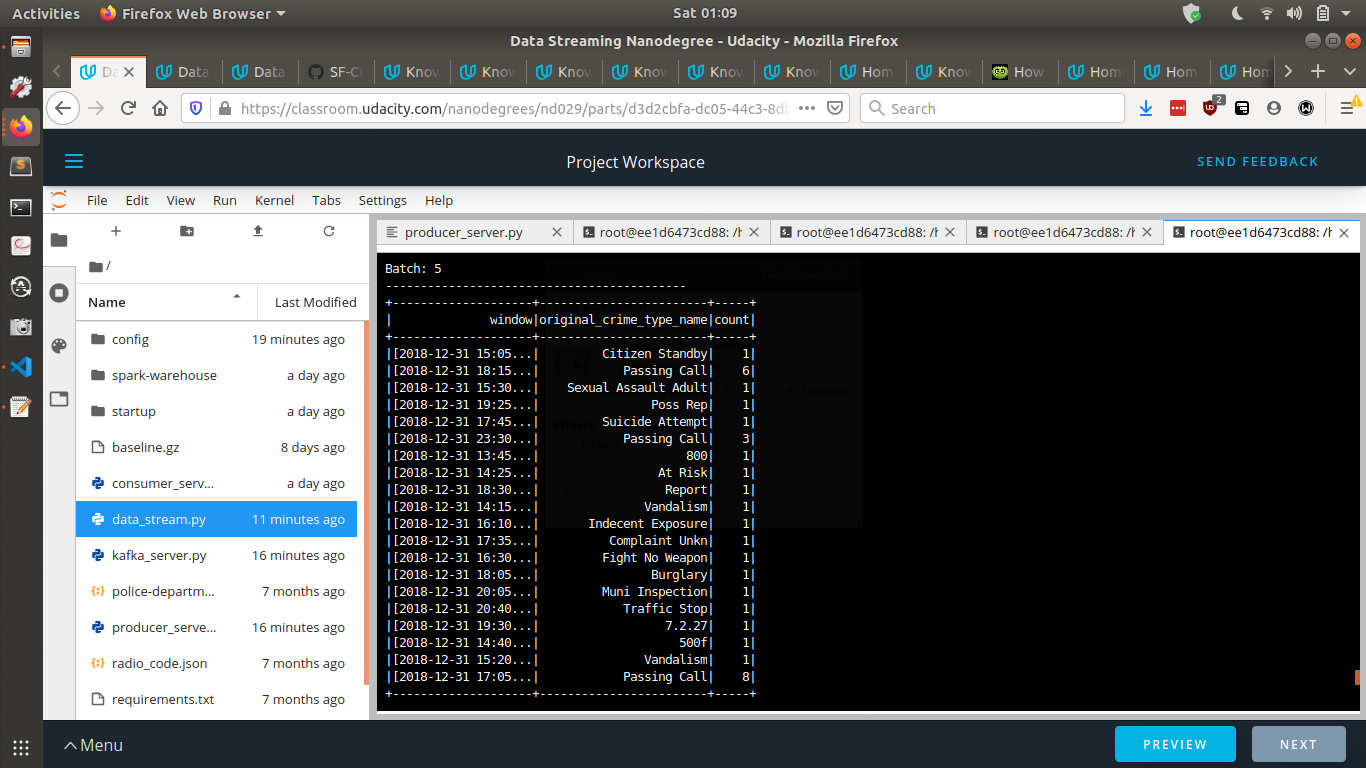 Activities
Firefox Web Browser
Sat 01:09
Data Streaming Nanodegree - Udacity - Mozilla Firefox
Data
Data
SF-Cr
Know
Know
Know
Know
Know
Know
Hom
Know
How
Hom
Hom
Hom
https://classroom.udacity.com/nanodegrees/nd029/parts/d3d2cbfa-dc05-44c3-8db
Search
2
Project Workspace
SEND FEEDBACK
File Edit View Run Kernel Tabs Settings Help
producer_server.py
root@ee1d6473cd88: /h
root@ee1d6473cd88: /h
root@ee1d6473cd88: /h
root@ee1d6473cd88: /h
/
Name Last Modified
config 19 minutes ago
spark-warehouse a day ago
startup a day ago
baseline.gz 8 days ago
consumer_serv... a day ago
data_stream.py 11 minutes ago
kafka_server.py 16 minutes ago
police-departm... 7 months ago
producer_serve... 16 minutes ago
radio_code.json 7 months ago
requirements.txt 7 months ago
Batch: 5
-------------------------------------------
+---------------------+------------------------+-----+
| window|original_crime_type_name|count|
+---------------------+------------------------+-----+
|[2018-12-31 15:05...| Citizen Standby| 1|
|[2018-12-31 18:15...| Passing Call| 6|
|[2018-12-31 15:30...| Sexual Assault Adult| 1|
|[2018-12-31 19:25...| Poss Rep| 1|
|[2018-12-31 17:45...| Suicide Attempt| 1|
|[2018-12-31 23:30...| Passing Call| 3|
|[2018-12-31 13:45...| 800| 1|
|[2018-12-31 14:25...| At Risk| 1|
|[2018-12-31 18:30...| Report| 1|
|[2018-12-31 14:15...| Vandalism| 1|
|[2018-12-31 16:10...| Indecent Exposure| 1|
|[2018-12-31 17:35...| Complaint Unkn| 1|
|[2018-12-31 16:30...| Fight No Weapon| 1|
|[2018-12-31 18:05...| Burglary| 1|
|[2018-12-31 20:05...| Muni Inspection| 1|
|[2018-12-31 20:40...| Traffic Stop| 1|
|[2018-12-31 19:30...| 7.2.27| 1|
|[2018-12-31 14:40...| 500f| 1|
|[2018-12-31 15:20...| Vandalism| 1|
|[2018-12-31 17:05...| Passing Call| 8|
+---------------------+------------------------+-----+
Menu
PREVIEW
NEXT